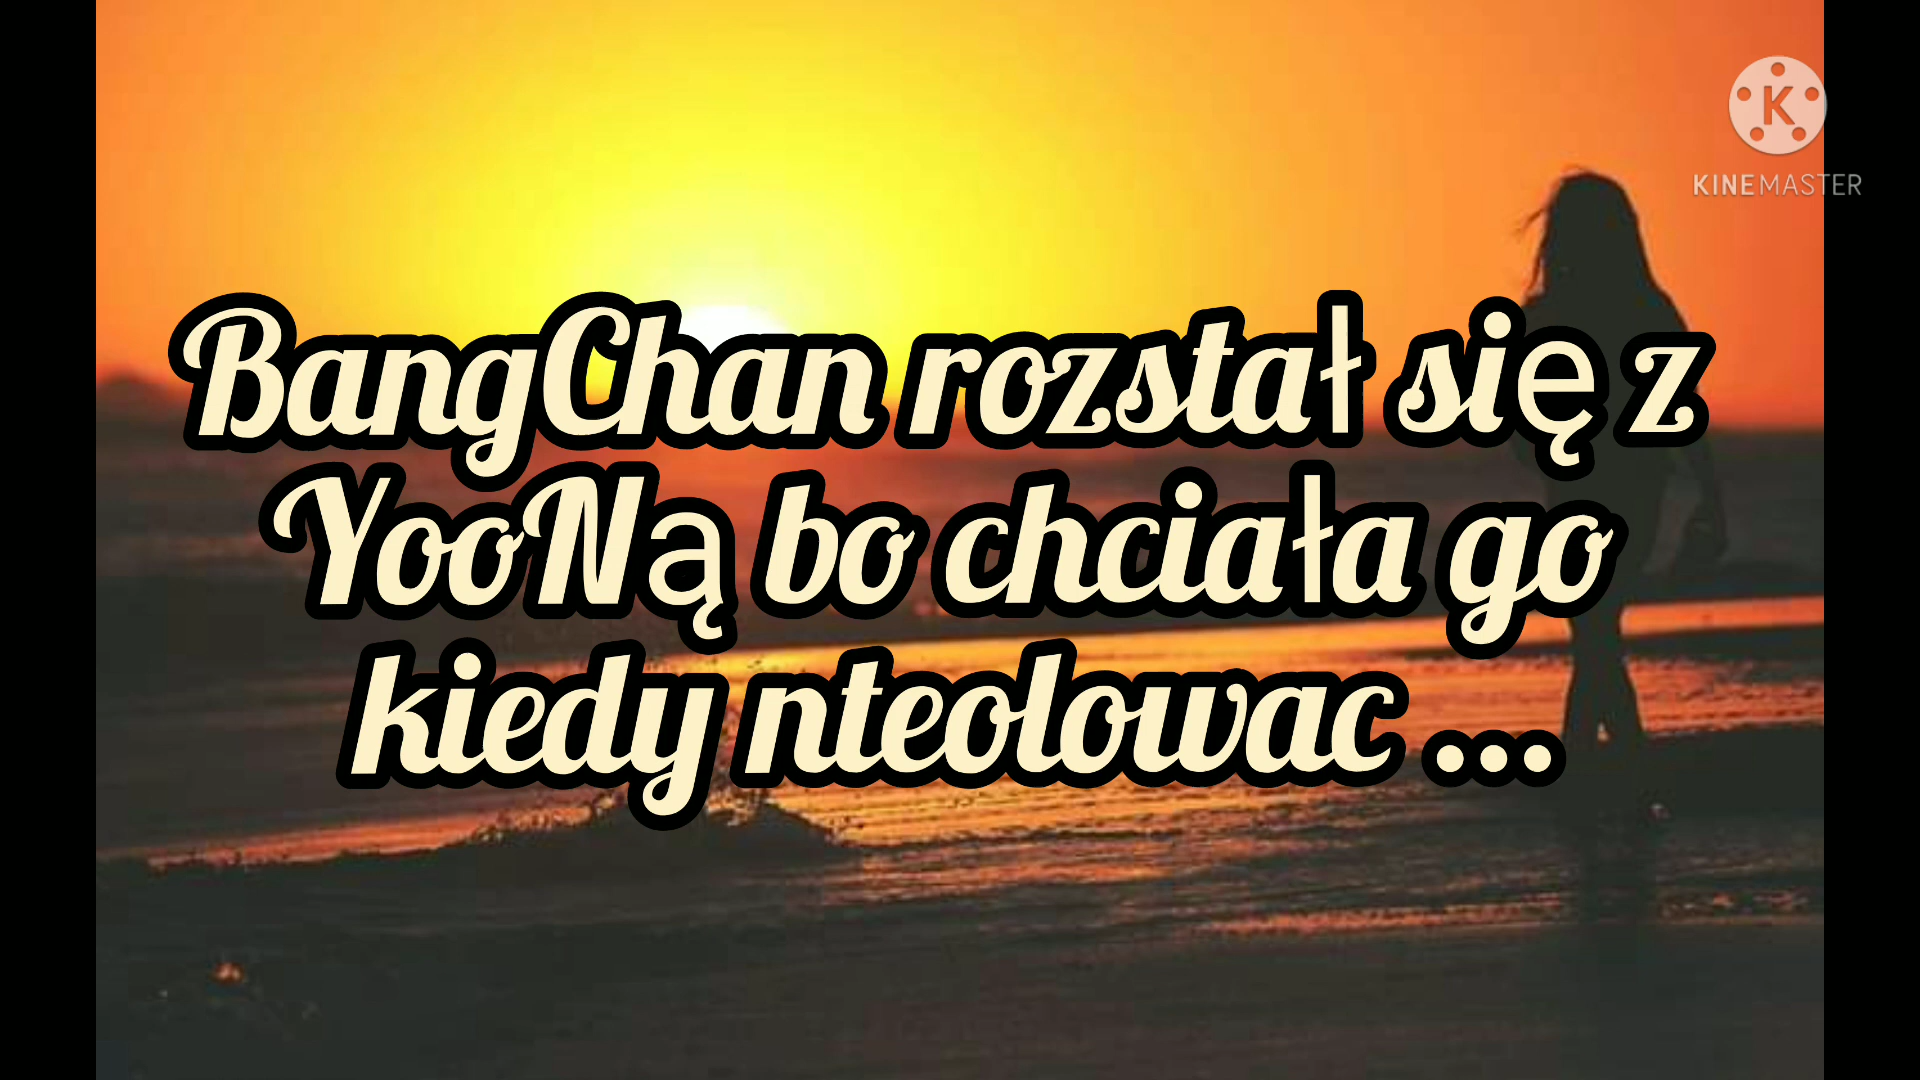 K
KINEMASTER
BangChan rozstał się z
YooNą bo chciała go
kiedy nteolowac ...